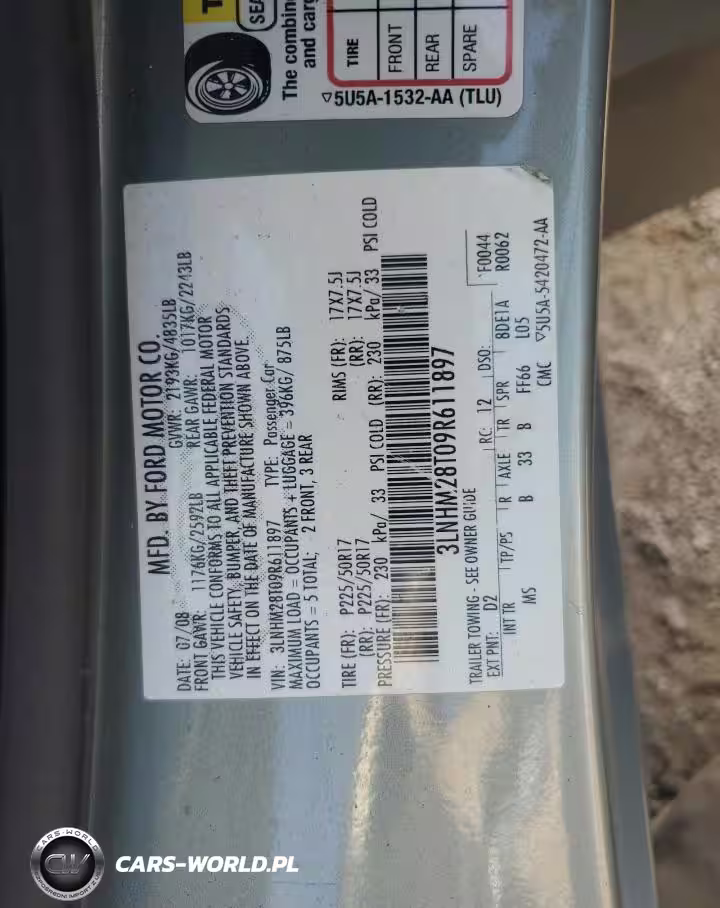 SEA
The combine
and carg
TIRE
FRONT
REAR
SPARE
▽5U5A-1532-AA (TLU)
MFD. BY FORD MOTOR CO.
DATE: 07/08 GVWR: 2193KG/4835LB
FRONT GAWR: 1176KG/2592LB REAR GAWR: 1017KG/2243LB
THIS VEHICLE CONFORMS TO ALL APPLICABLE FEDERAL MOTOR
VEHICLE SAFETY, BUMPER, AND THEFT PREVENTION STANDARDS
IN EFFECT ON THE DATE OF MANUFACTURE SHOWN ABOVE.
VIN: 3LNHM28T09R611897 TYPE: Passenger Car
MAXIMUM LOAD = OCCUPANTS + LUGGAGE = 396KG/ 875LB
OCCUPANTS = 5 TOTAL; 2 FRONT, 3 REAR
TIRE (FR): P225/50R17 RIMS (FR): 17X7.5J
(RR): P225/50R17 (RR): 17X7.5J
PRESSURE (FR): 230 kPa/ 33 PSI COLD (RR): 230 kPa/ 33 PSI COLD
3LNHM28T09R611897
TRAILER TOWING - SEE OWNER GUIDE
F0044
EXT PNT: D2 RC: 12 DSO: R0062
INT TR TP/PS R AXLE TR SPR 8DE1A
MS B 33 B FF66 L05
CMC ▽5U5A-5420472-AA
CARS-WORLD
CW
CARS-WORLD.PL